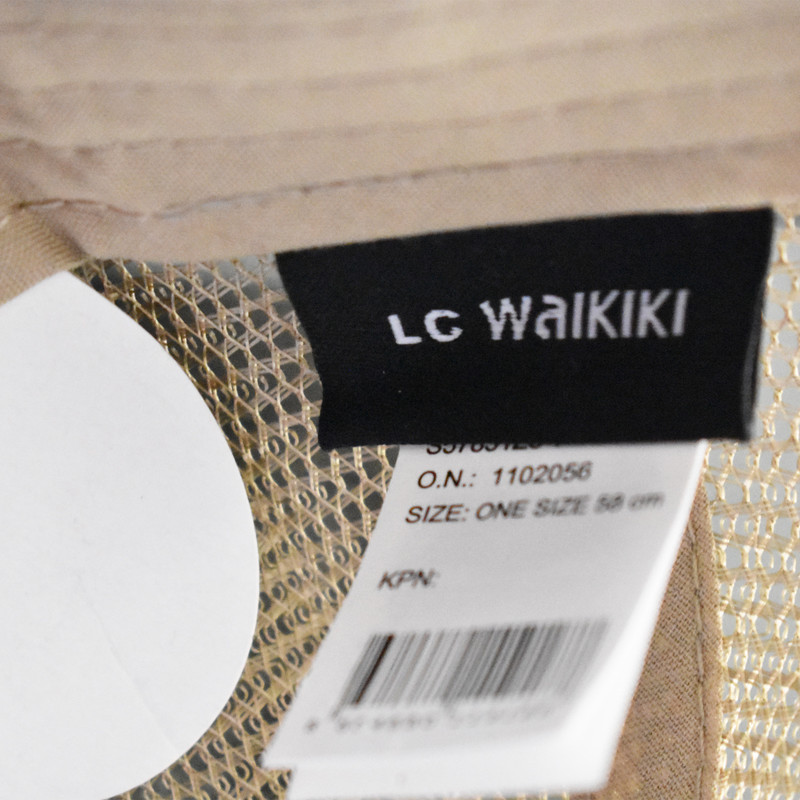 LC WaIKIKI
O.N.: 1102056
SIZE: ONE SIZE 58 cm
KPN: